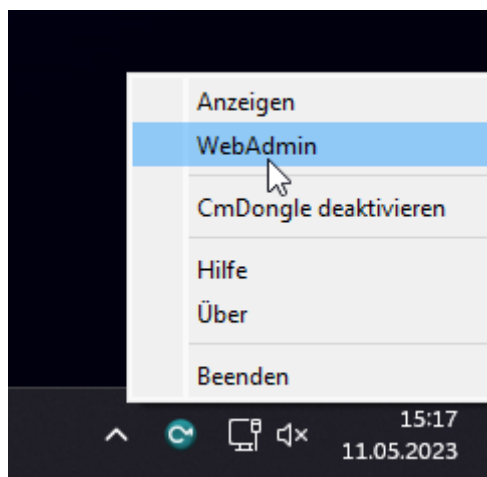 Anzeigen
WebAdmin
CmDongle deaktivieren
Hilfe
Über
Beenden
15:17
11.05.2023